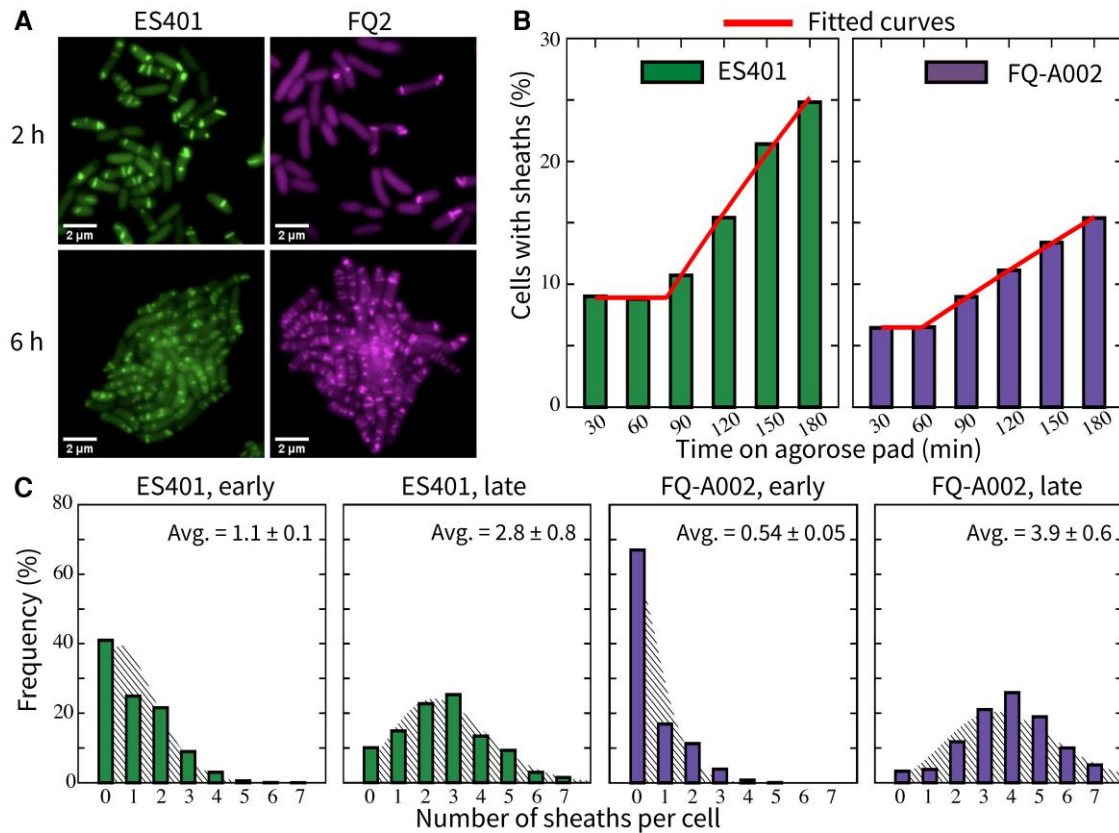 A
ES401
FQ2
2 h
2 µm
2 µm
6 h
2 µm
2 µm
B
Fitted curves
ES401
FQ-A002
Cells with sheaths (%)
30
20
10
0
30 60 90 120 150 180
30 60 90 120 150 180
Time on agorose pad (min)
C
ES401, early
ES401, late
FQ-A002, early
FQ-A002, late
Avg. = 1.1 ± 0.1
Avg. = 2.8 ± 0.8
Avg. = 0.54 ± 0.05
Avg. = 3.9 ± 0.6
Frequency (%)
80
60
40
20
0
0 1 2 3 4 5 6 7
0 1 2 3 4 5 6 7
0 1 2 3 4 5 6 7
0 1 2 3 4 5 6 7
Number of sheaths per cell